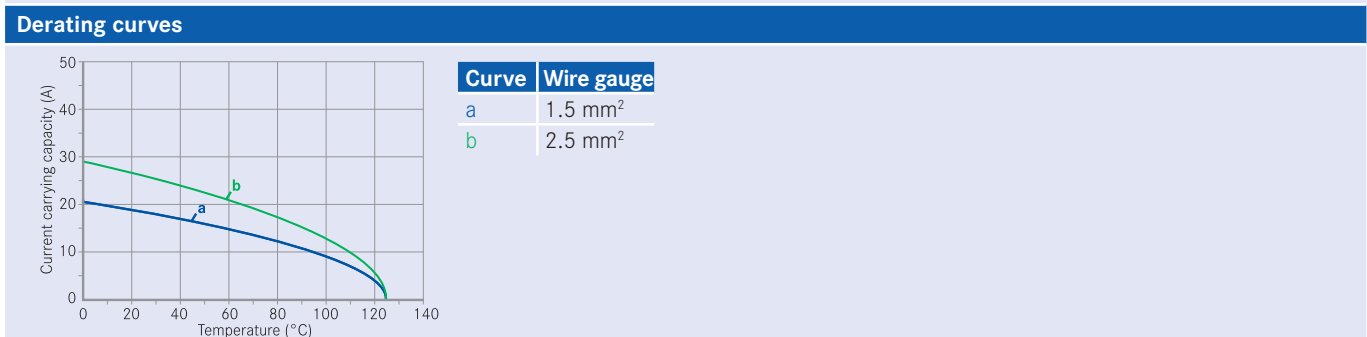 Derating curves
Current carrying capacity (A)
50
40
30
20
10
0
b
a
0 20 40 60 80 100 120 140
Temperature (°C)
Curve Wire gauge
a 1.5 mm²
b 2.5 mm²